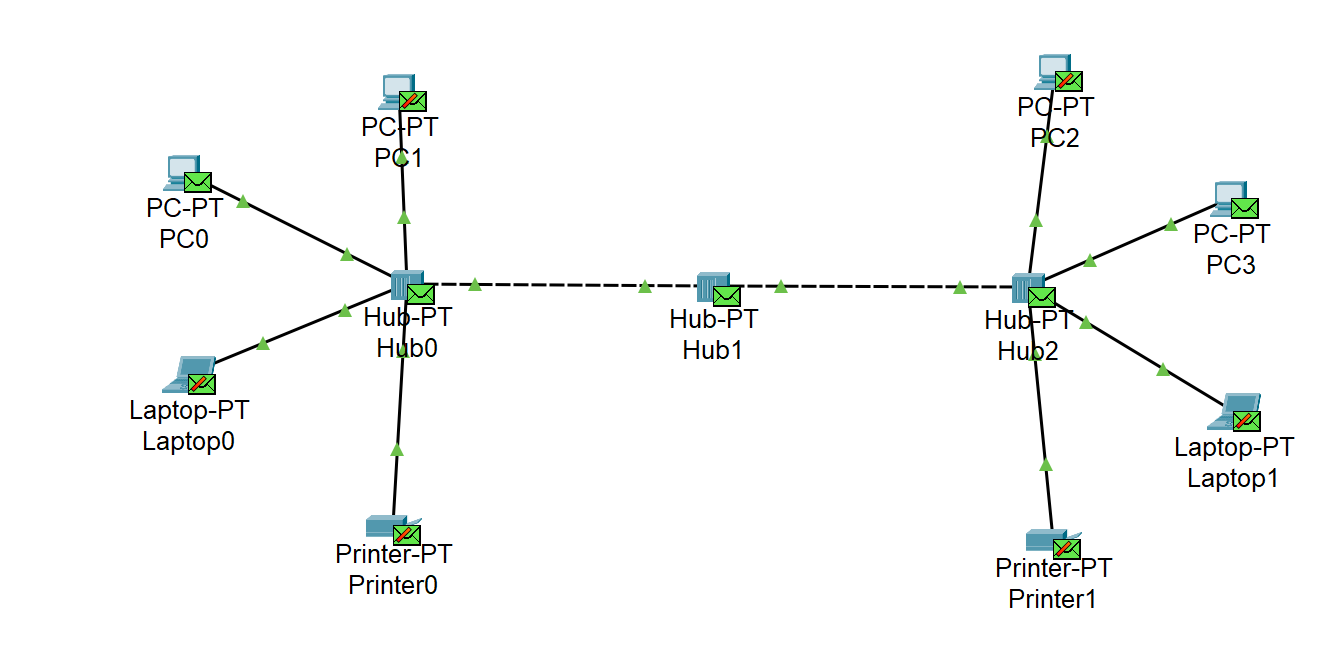 PC-PT
PC1
PC-PT
PC2
PC-PT
PC0
PC-PT
PC3
Hub-PT
Hub0
Hub-PT
Hub1
Hub-PT
Hub2
Laptop-PT
Laptop0
Laptop-PT
Laptop1
Printer-PT
Printer0
Printer-PT
Printer1